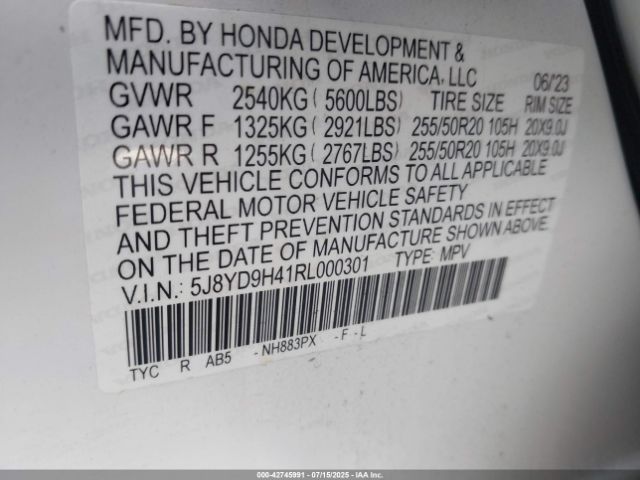 MFD. BY HONDA DEVELOPMENT &
MANUFACTURING OF AMERICA, LLC 06/'23
GVWR 2540KG ( 5600LBS ) TIRE SIZE RIM SIZE
GAWR F 1325KG ( 2921LBS ) 255/50R20 105H 20X9.0J
GAWR R 1255KG ( 2767LBS ) 255/50R20 105H 20X9.0J
THIS VEHICLE CONFORMS TO ALL APPLICABLE
FEDERAL MOTOR VEHICLE SAFETY
AND THEFT PREVENTION STANDARDS IN EFFECT
ON THE DATE OF MANUFACTURE SHOWN ABOVE.
V.I.N.: 5J8YD9H41RL000301 TYPE: MPV
TYC R AB5 - NH883PX - F - L
000-42745991 - 07/15/2025 - IAAI.com